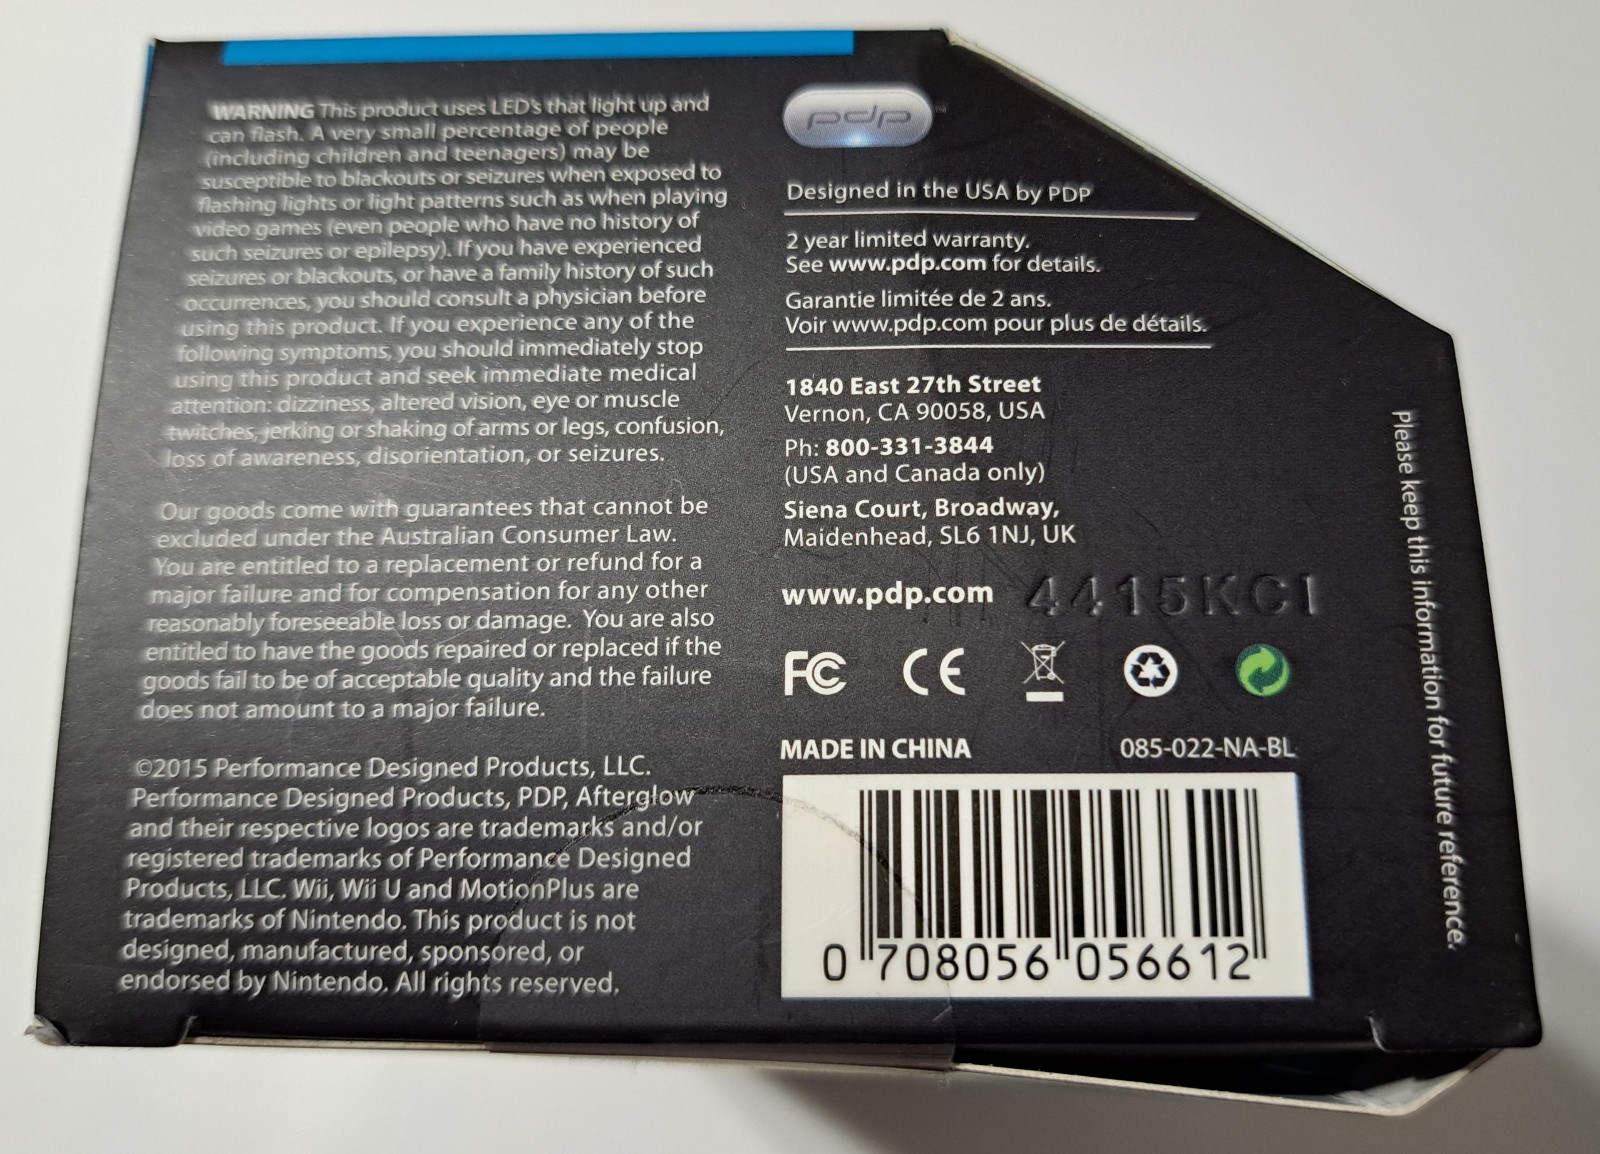 WARNING This product uses LED's that light up and
can flash. A very small percentage of people
(including children and teenagers) may be
susceptible to blackouts or seizures when exposed to
flashing lights or light patterns such as when playing
video games (even people who have no history of
such seizures or epilepsy). If you have experienced
seizures or blackouts, or have a family history of such
occurrences, you should consult a physician before
using this product. If you experience any of the
following symptoms, you should immediately stop
using this product and seek immediate medical
attention: dizziness, altered vision, eye or muscle
twitches, jerking or shaking of arms or legs, confusion,
loss of awareness, disorientation, or seizures.
Our goods come with guarantees that cannot be
excluded under the Australian Consumer Law.
You are entitled to a replacement or refund for a
major failure and for compensation for any other
reasonably foreseeable loss or damage. You are also
entitled to have the goods repaired or replaced if the
goods fail to be of acceptable quality and the failure
does not amount to a major failure.
©2015 Performance Designed Products, LLC.
Performance Designed Products, PDP, Afterglow
and their respective logos are trademarks and/or
registered trademarks of Performance Designed
Products, LLC. Wii, Wii U and MotionPlus are
trademarks of Nintendo. This product is not
designed, manufactured, sponsored, or
endorsed by Nintendo. All rights reserved.
pdp™
Designed in the USA by PDP
2 year limited warranty.
See www.pdp.com for details.
Garantie limitée de 2 ans.
Voir www.pdp.com pour plus de détails.
1840 East 27th Street
Vernon, CA 90058, USA
Ph: 800-331-3844
(USA and Canada only)
Siena Court, Broadway,
Maidenhead, SL6 1NJ, UK
www.pdp.com 4415KCI
FC CE
MADE IN CHINA 085-022-NA-BL
0 708056 056612
Please keep this information for future reference.